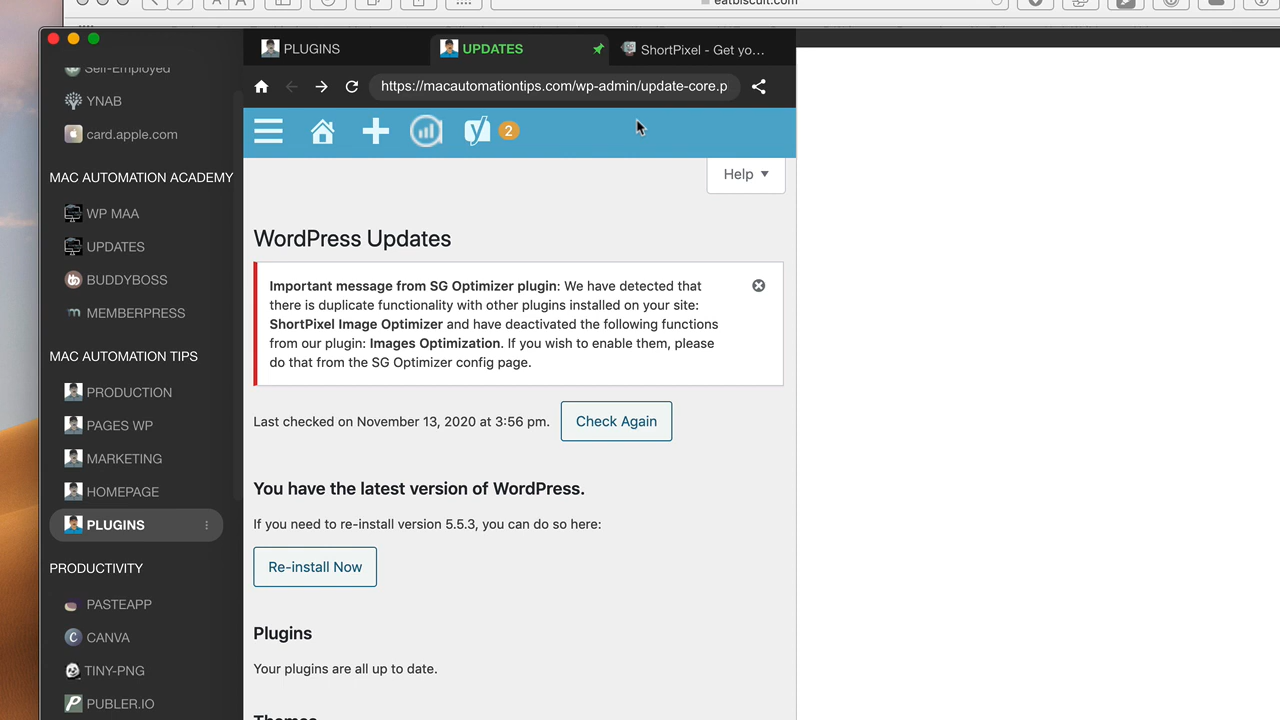 eatbiscuit.com
Self-Employed
YNAB
card.apple.com
MAC AUTOMATION ACADEMY
WP MAA
UPDATES
BUDDYBOSS
MEMBERPRESS
MAC AUTOMATION TIPS
PRODUCTION
PAGES WP
MARKETING
HOMEPAGE
PLUGINS
PRODUCTIVITY
PASTEAPP
CANVA
TINY-PNG
PUBLER.IO
PLUGINS
UPDATES
ShortPixel - Get yo...
https://macautomationtips.com/wp-admin/update-core.p
2
Help
WordPress Updates
Important message from SG Optimizer plugin: We have detected that
there is duplicate functionality with other plugins installed on your site:
ShortPixel Image Optimizer and have deactivated the following functions
from our plugin: Images Optimization. If you wish to enable them, please
do that from the SG Optimizer config page.
Last checked on November 13, 2020 at 3:56 pm.
Check Again
You have the latest version of WordPress.
If you need to re-install version 5.5.3, you can do so here:
Re-install Now
Plugins
Your plugins are all up to date.
Themes